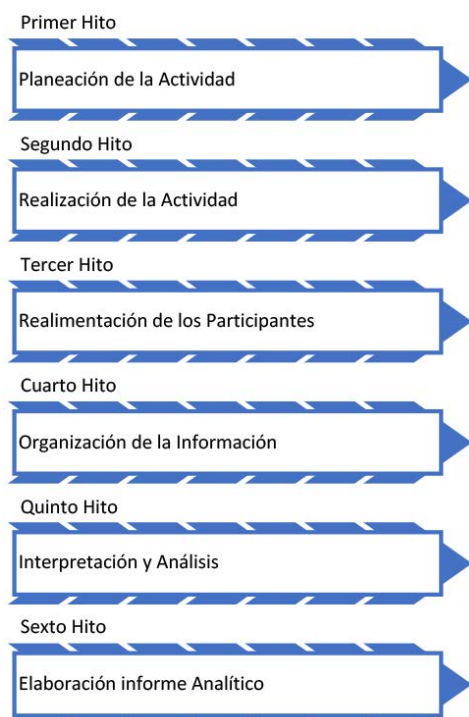 Primer Hito
Planeación de la Actividad
Segundo Hito
Realización de la Actividad
Tercer Hito
Realimentación de los Participantes
Cuarto Hito
Organización de la Información
Quinto Hito
Interpretación y Análisis
Sexto Hito
Elaboración informe Analítico